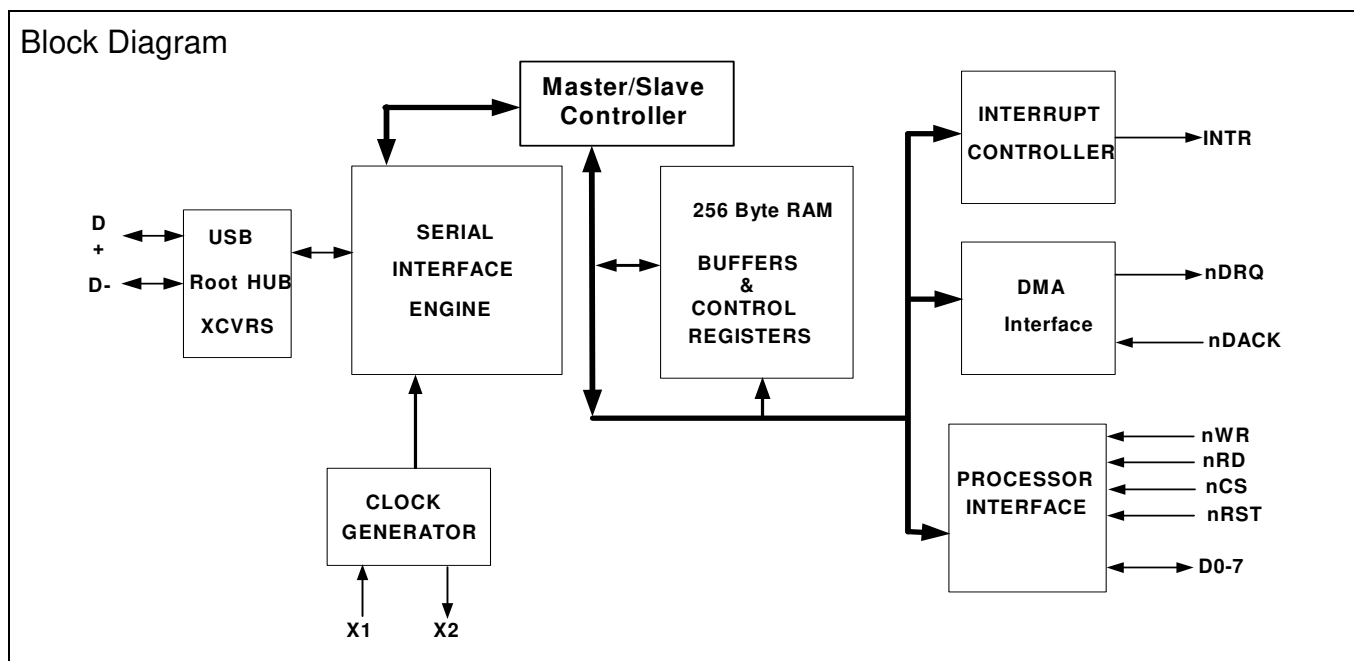 Block Diagram
Master/Slave
Controller
INTERRUPT
CONTROLLER
INTR
D
+
D-
USB
Root HUB
XCVRS
SERIAL
INTERFACE
ENGINE
256 Byte RAM
BUFFERS
&
CONTROL
REGISTERS
DMA
Interface
nDRQ
nDACK
CLOCK
GENERATOR
X1
X2
PROCESSOR
INTERFACE
nWR
nRD
nCS
nRST
D0-7